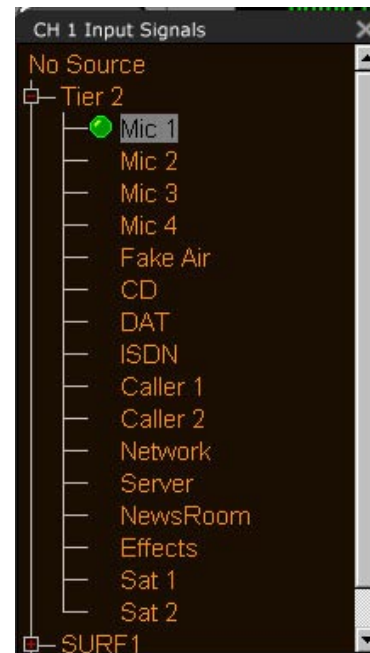 CH 1 Input Signals
No Source
Tier 2
Mic 1
Mic 2
Mic 3
Mic 4
Fake Air
CD
DAT
ISDN
Caller 1
Caller 2
Network
Server
NewsRoom
Effects
Sat 1
Sat 2
SURF1